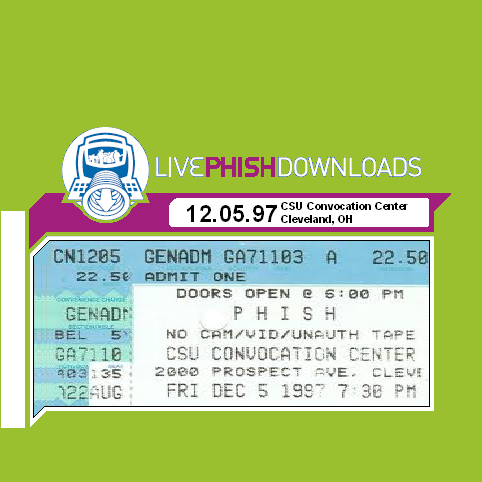 LIVEPHISHDOWNLOADS
12.05.97 CSU Convocation Center
Cleveland, OH
CN1205 GENADM GA71103 A 22.50
22.50 ADMIT ONE
DOORS OPEN @ 6:00 PM
CONVENIENCE CHARGE
GENADM P H I S H
BEL NO CAM/VID/UNAUTH TAPE
GA7110 CSU CONVOCATION CENTER
135 2000 PROSPECT AVE. CLEVE
22AUG FRI DEC 5 1997 7:30 PM